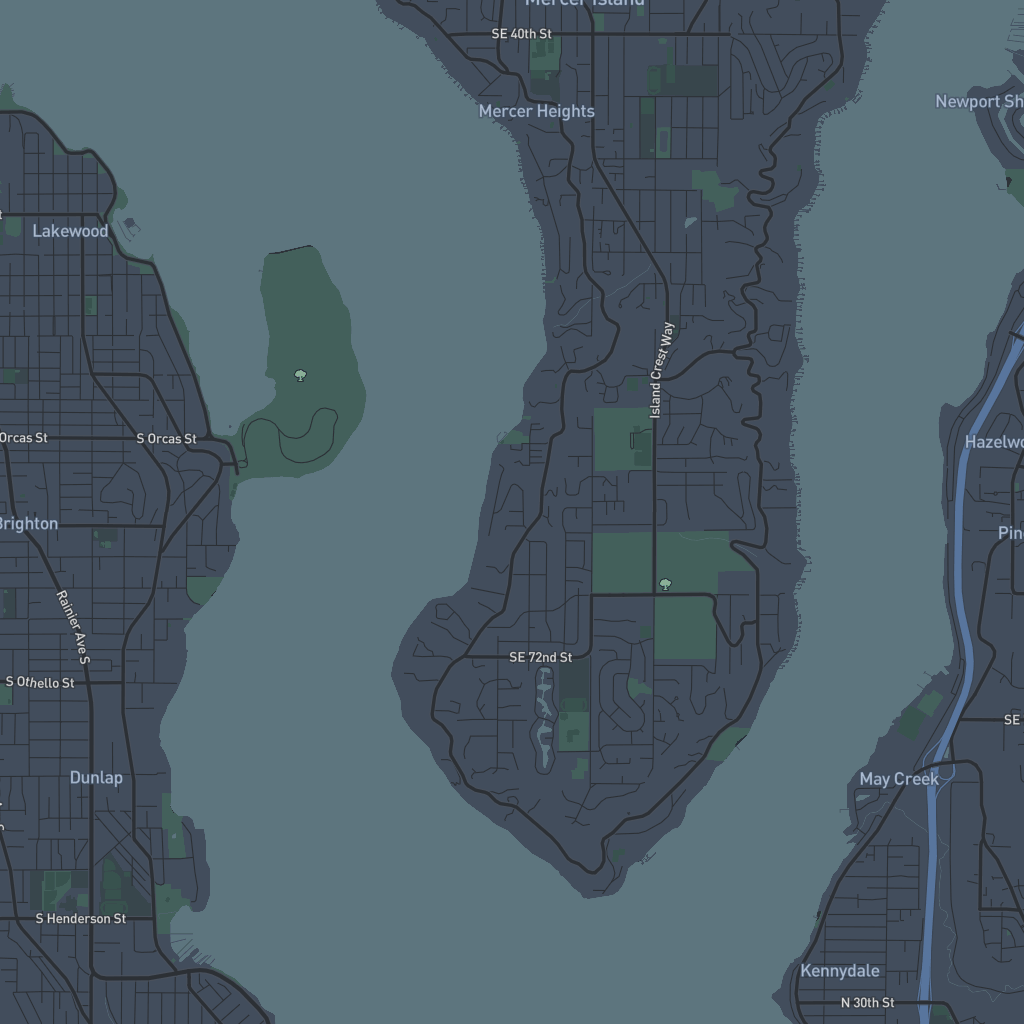 Mercer Island
SE 40th St
Mercer Heights
Newport Sh
Lakewood
Island Crest Way
Orcas St
S Orcas St
Hazelwo
Brighton
Pine
Rainier Ave S
SE 72nd St
S Othello St
SE
Dunlap
May Creek
S Henderson St
Kennydale
N 30th St